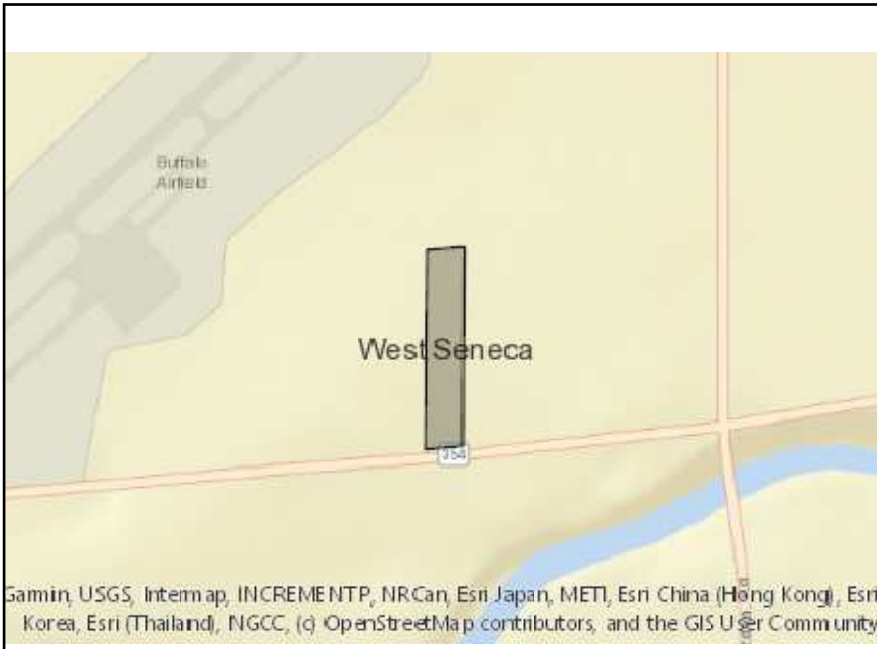 Buffalo
Airfield
West Seneca
354
Garmin, USGS, Intermap, INCREMENT P, NRCan, Esri Japan, METI, Esri China (Hong Kong), Esri
Korea, Esri (Thailand), NGCC, (c) OpenStreetMap contributors, and the GIS User Community